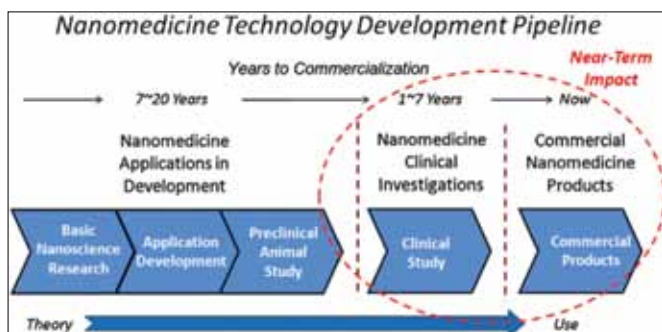 Nanomedicine Technology Development Pipeline
Years to Commercialization
Near-Term
Impact
7~20 Years
1~7 Years
Now
Nanomedicine
Applications in
Development
Nanomedicine
Clinical
Investigations
Commercial
Nanomedicine
Products
Basic
Nanoscience
Research
Application
Development
Preclinical
Animal
Study
Clinical
Study
Commercial
Products
Theory
Use